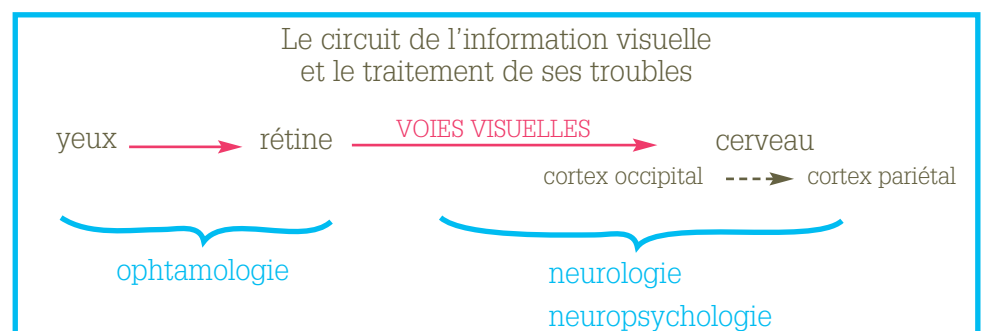 Le circuit de l'information visuelle
et le traitement de ses troubles
yeux rétine VOIES VISUELLES cerveau
cortex occipital cortex pariétal
ophtamologie
neurologie
neuropsychologie